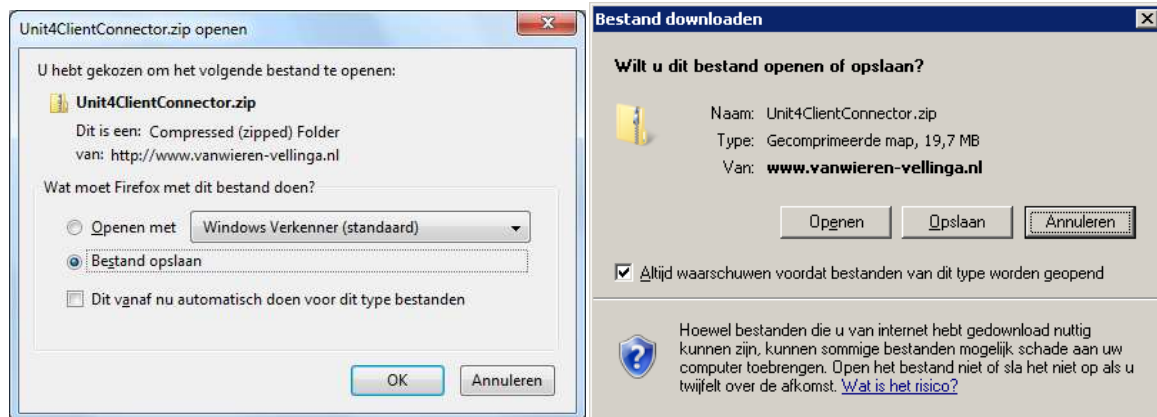 Unit4ClientConnector.zip openen
U hebt gekozen om het volgende bestand te openen:
Unit4ClientConnector.zip
Dit is een: Compressed (zipped) Folder
van: http://www.vanwieren-vellinga.nl
Wat moet Firefox met dit bestand doen?
Openen met
Windows Verkenner (standaard)
Bestand opslaan
Dit vanaf nu automatisch doen voor dit type bestanden
OK
Annuleren
Bestand downloaden
Wilt u dit bestand openen of opslaan?
Naam: Unit4ClientConnector.zip
Type: Gecomprimeerde map, 19,7 MB
Van: www.vanwieren-vellinga.nl
Openen
Opslaan
Annuleren
Altijd waarschuwen voordat bestanden van dit type worden geopend
Hoewel bestanden die u van internet hebt gedownload nuttig
kunnen zijn, kunnen sommige bestanden mogelijk schade aan uw
computer toebrengen. Open het bestand niet of sla het niet op als u
twijfelt over de afkomst. Wat is het risico?